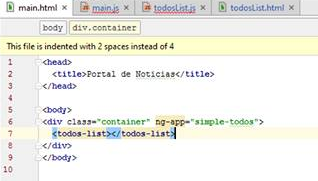 main.html × main.js × todosList.js × todosList.html ×
body div.container
This file is indented with 2 spaces instead of 4
1 <head>
2 <title>Portal de Noticias</title>
3 </head>
4
5 <body>
6 <div class="container" ng-app="simple-todos">
7 <todos-list></todos-list>
8 </div>
9 </body>
10